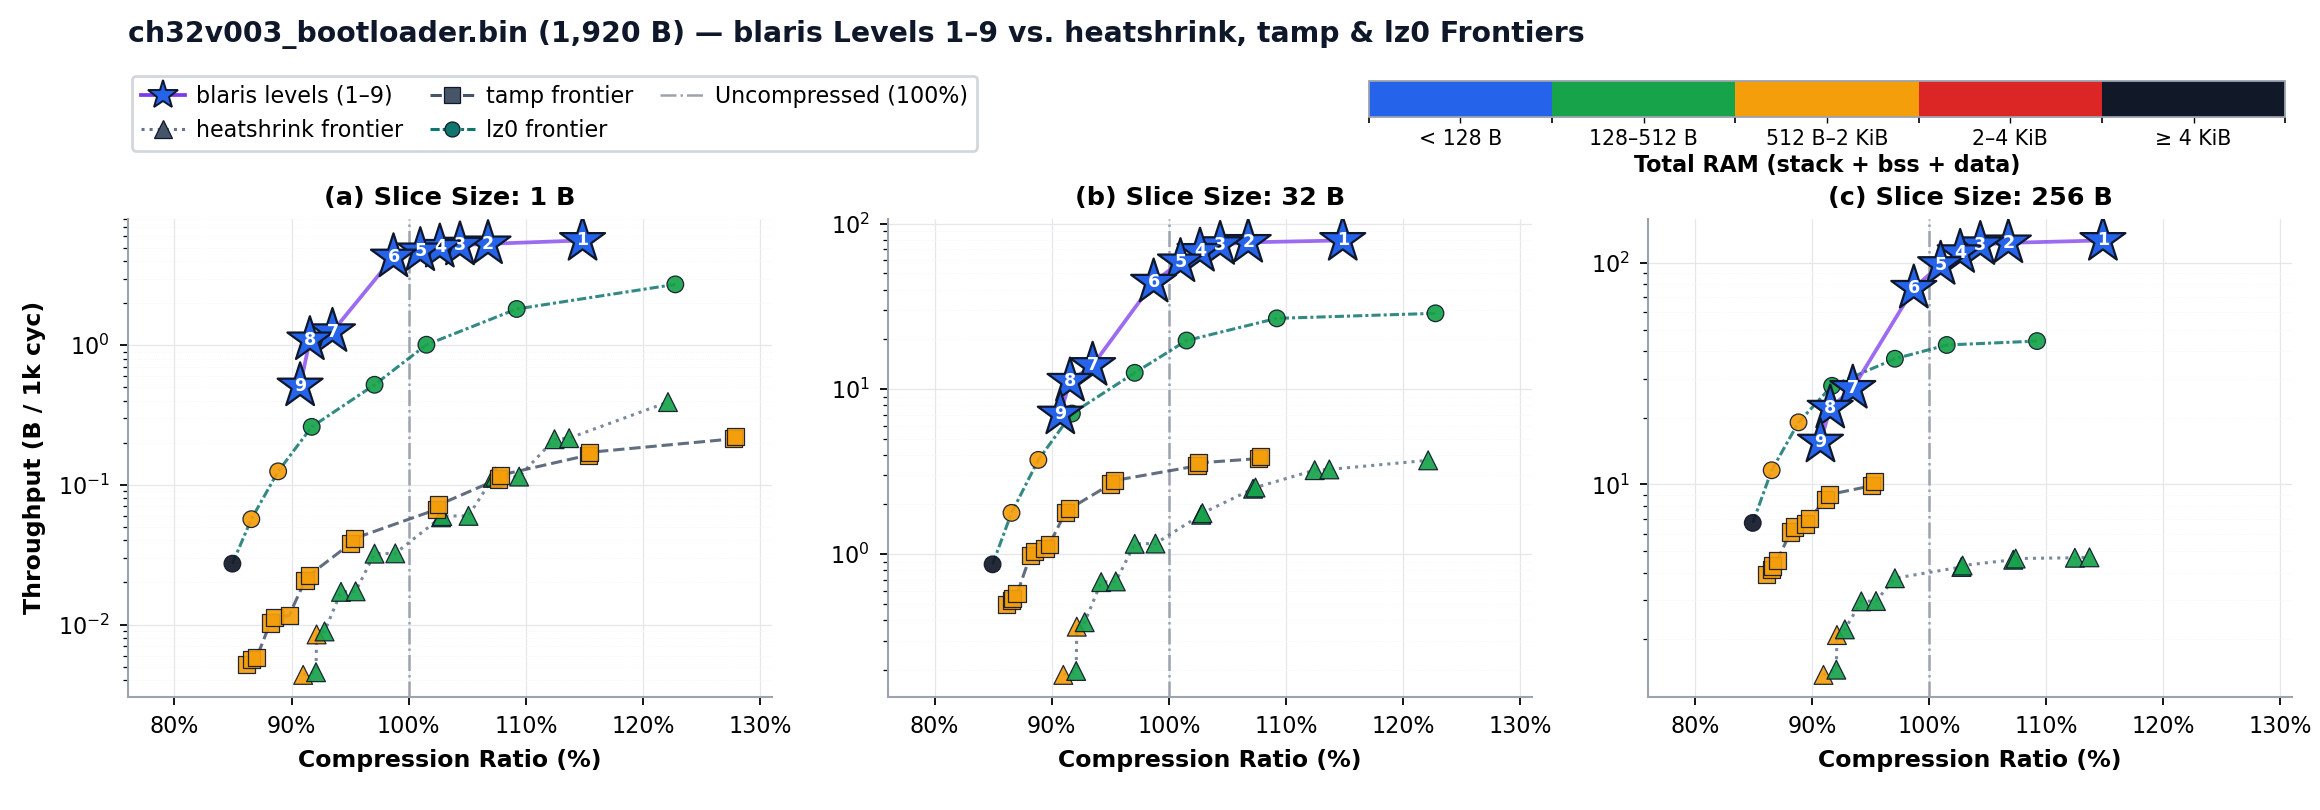 ch32v003_bootloader.bin (1,920 B) — blaris Levels 1–9 vs. heatshrink, tamp & lz0 Frontiers
blaris levels (1–9)
heatshrink frontier
tamp frontier
lz0 frontier
Uncompressed (100%)
< 128 B
128–512 B
512 B–2 KiB
2–4 KiB
≥ 4 KiB
Total RAM (stack + bss + data)
(a) Slice Size: 1 B
Throughput (B / 1k cyc)
10⁰
10⁻¹
10⁻²
9
8
7
6
5
4
3
2
1
80%
90%
100%
110%
120%
130%
Compression Ratio (%)
(b) Slice Size: 32 B
10²
10¹
10⁰
9
8
7
6
5
4
3
2
1
80%
90%
100%
110%
120%
130%
Compression Ratio (%)
(c) Slice Size: 256 B
10²
10¹
9
8
7
6
5
4
3
2
1
80%
90%
100%
110%
120%
130%
Compression Ratio (%)